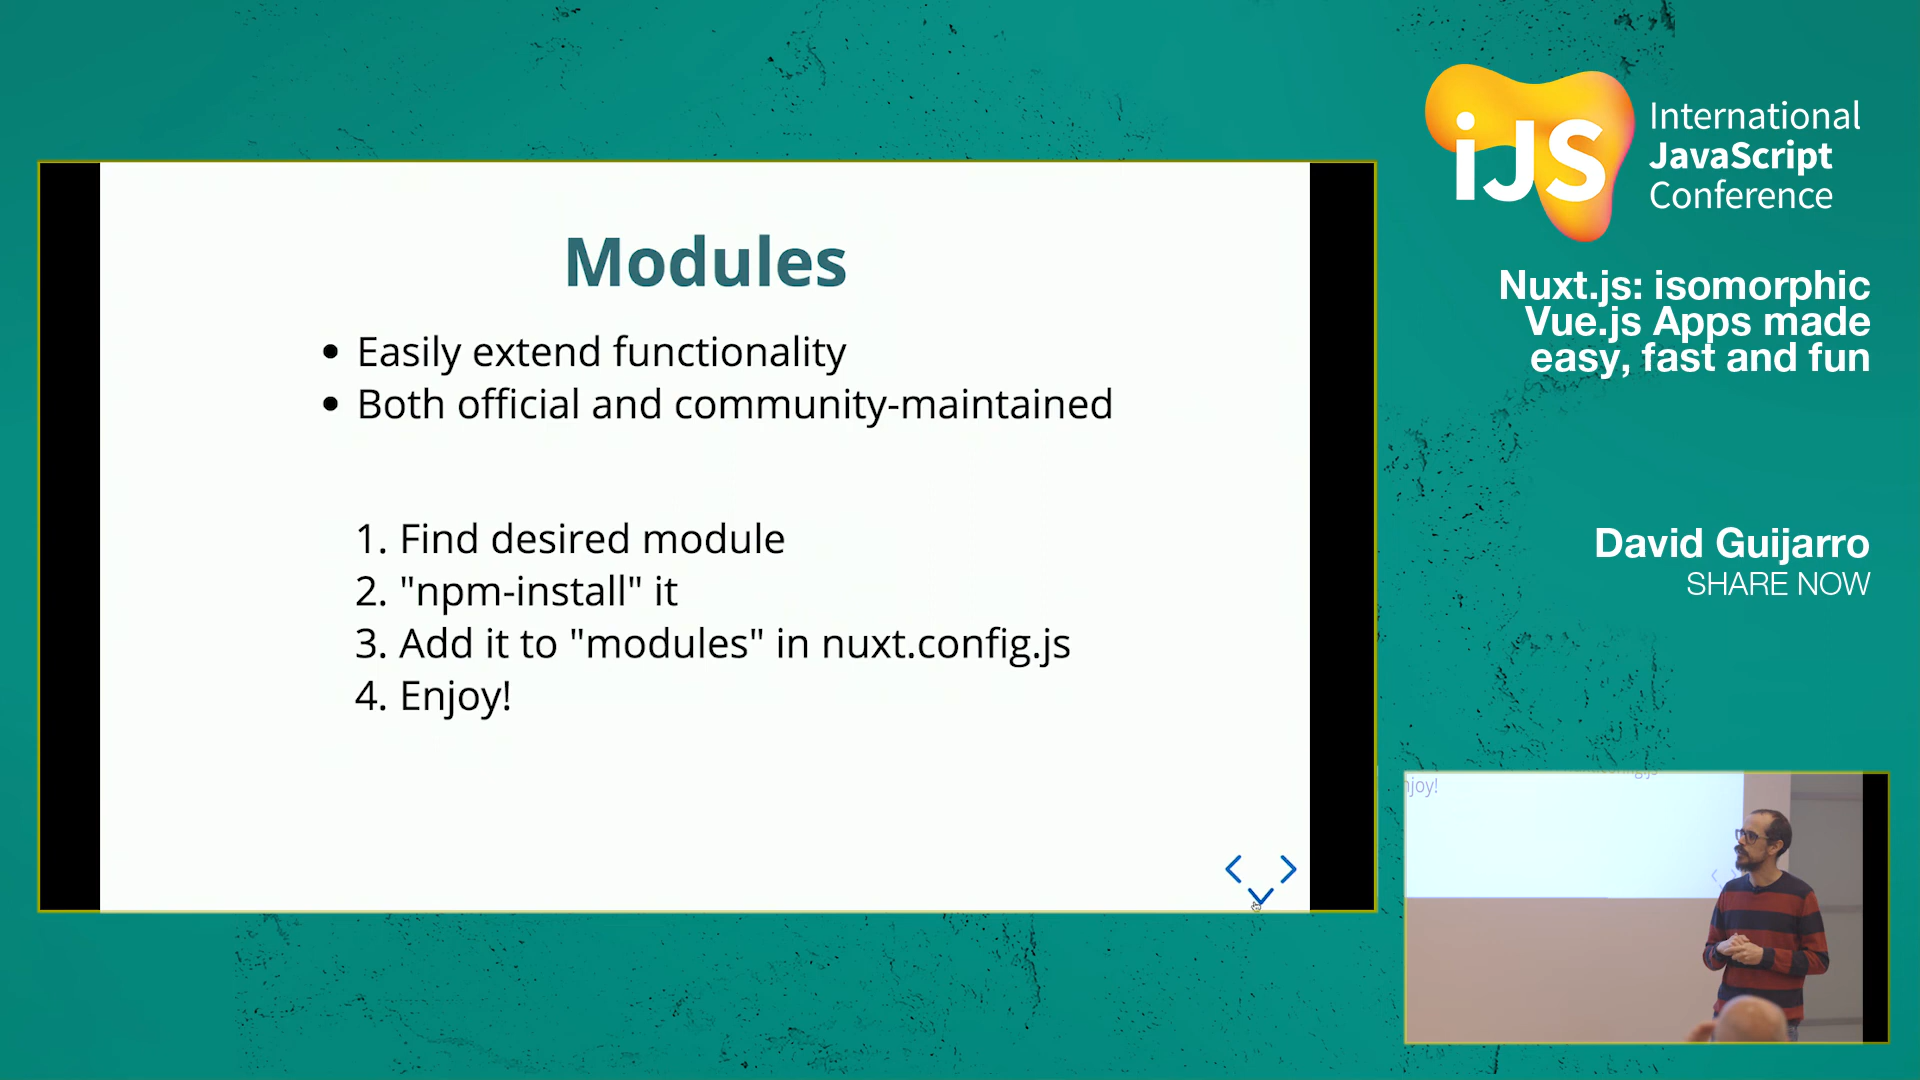 Modules
• Easily extend functionality
• Both official and community-maintained
1. Find desired module
2. "npm-install" it
3. Add it to "modules" in nuxt.config.js
4. Enjoy!
iJS
International
JavaScript
Conference
Nuxt.js: isomorphic
Vue.js Apps made
easy, fast and fun
David Guijarro
SHARE NOW
njoy!